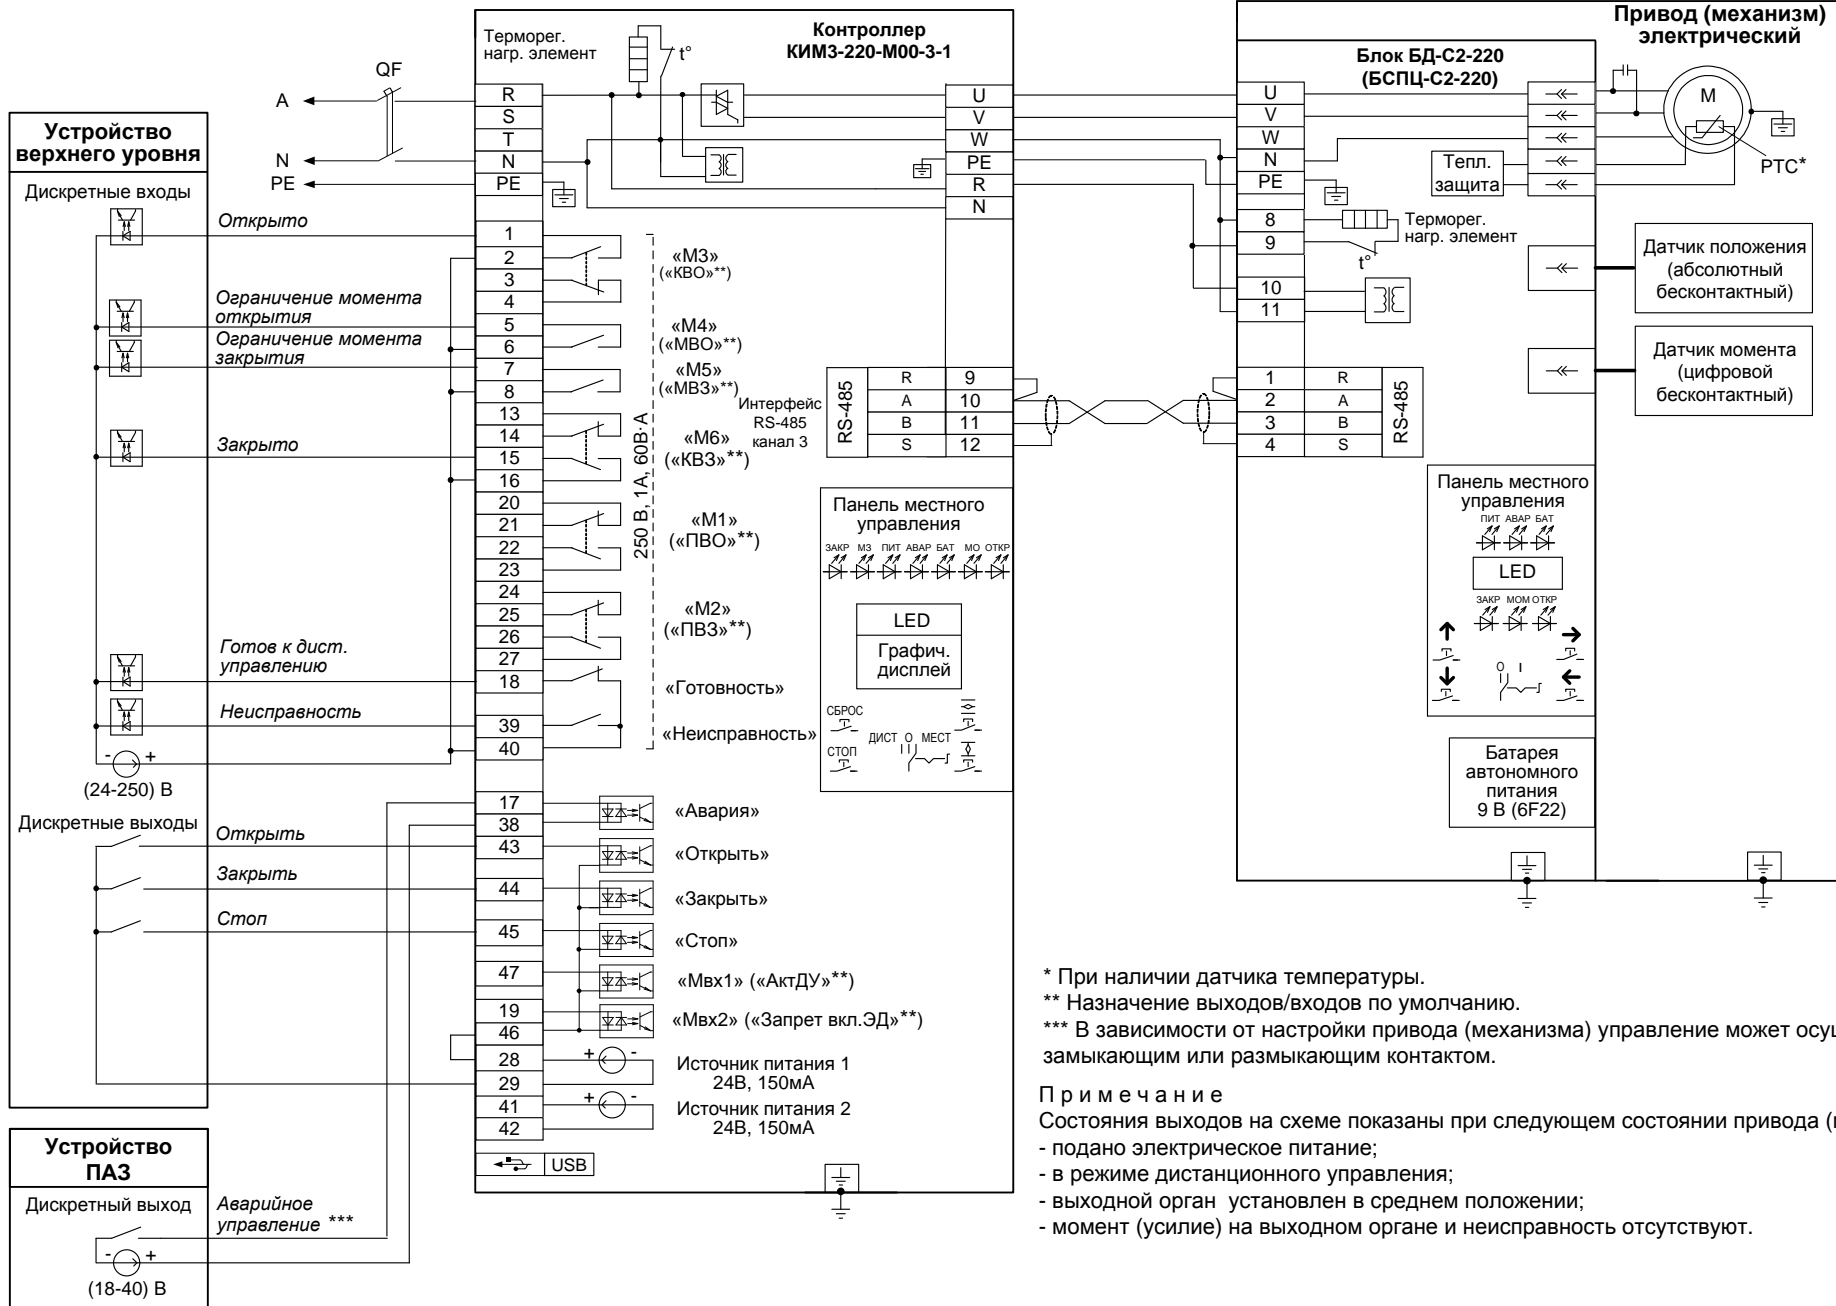 Устройство
верхнего уровня
Дискретные входы
Дискретные выходы
(24-250) В
Устройство
ПАЗ
Дискретный выход
(18-40) В
A
N
PE
QF
Открыто
Ограничение момента
открытия
Ограничение момента
закрытия
Закрыто
Готов к дист.
управлению
Неисправность
- +
Открыть
Закрыть
Стоп
Аварийное
управление ***
- +
Контроллер
КИМ3-220-М00-3-1
Терморег.
нагр. элемент
t°
R
S
T
N
PE
1
2
3
4
5
6
7
8
13
14
15
16
20
21
22
23
24
25
26
27
18
39
40
17
38
43
44
45
47
19
46
28
29
41
42
USB
«М3»
(«КВО»**)
«М4»
(«МВО»**)
«М5»
(«МВЗ»**)
«М6»
(«КВЗ»**)
«М1»
(«ПВО»**)
«М2»
(«ПВЗ»**)
«Готовность»
«Неисправность»
250 В, 1А, 60В·А
«Авария»
«Открыть»
«Закрыть»
«Стоп»
«Мвх1» («АктДУ»**)
«Мвх2» («Запрет вкл.ЭД»**)
+ -
Источник питания 1
24В, 150мА
+ -
Источник питания 2
24В, 150мА
U
V
W
PE
R
N
Интерфейс
RS-485
канал 3
RS-485
R 9
A 10
B 11
S 12
Панель местного
управления
ЗАКР МЗ ПИТ АВАР БАТ МО ОТКР
LED
Графич.
дисплей
СБРОС
СТОП
ДИСТ О МЕСТ
Привод (механизм)
электрический
Блок БД-С2-220
(БСПЦ-С2-220)
U
V
W
N
PE
8
9
10
11
Терморег.
нагр. элемент
t°
Тепл.
защита
M
PTC*
Датчик положения
(абсолютный
бесконтактный)
Датчик момента
(цифровой
бесконтактный)
1 R
2 A
3 B
4 S
RS-485
Панель местного
управления
ПИТ АВАР БАТ
LED
ЗАКР МОМ ОТКР
О I
Батарея
автономного
питания
9 В (6F22)
* При наличии датчика температуры.
** Назначение выходов/входов по умолчанию.
*** В зависимости от настройки привода (механизма) управление может осущ
замыкающим или размыкающим контактом.
Примечание
Состояния выходов на схеме показаны при следующем состоянии привода (
- подано электрическое питание;
- в режиме дистанционного управления;
- выходной орган установлен в среднем положении;
- момент (усилие) на выходном органе и неисправность отсутствуют.